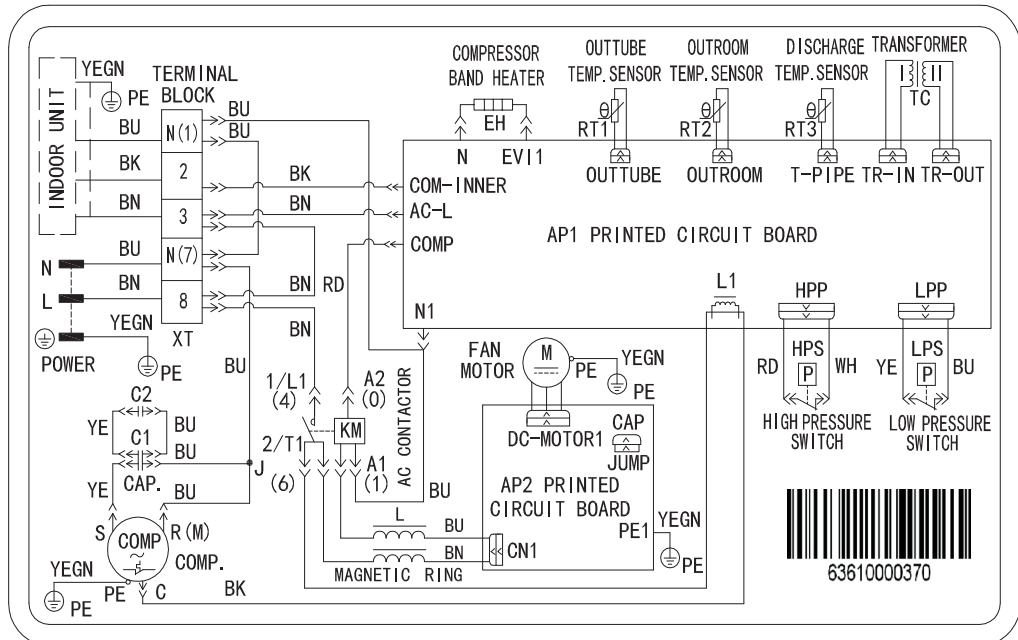 YEGN
PE
INDOOR UNIT
TERMINAL
BLOCK
BU
BU
BU
N(1)
BK
2
BK
BN
3
BN
BU
N(7)
N
BN
8
L
BN
RD
YEGN
XT
BN
POWER
PE
BU
COMPRESSOR
BAND HEATER
EH
N
EVI1
OUTTUBE
TEMP.SENSOR
RT1
θ
OUTTUBE
OUTROOM
TEMP.SENSOR
RT2
θ
OUTROOM
DISCHARGE
TEMP.SENSOR
RT3
θ
T-PIPE
TRANSFORMER
I
II
TC
TR-IN
TR-OUT
COM-INNER
AC-L
COMP
AP1 PRINTED CIRCUIT BOARD
N1
L1
HPP
LPP
RD
HPS
P
WH
HIGH PRESSURE
SWITCH
YE
LPS
P
BU
LOW PRESSURE
SWITCH
FAN
MOTOR
M
PE
YEGN
PE
DC-MOTOR1
CAP
JUMP
AP2 PRINTED
CIRCUIT BOARD
PE1
YEGN
PE
CN1
1/L1
(4)
A2
(0)
KM
2/T1
(6)
A1
(1)
AC CONTACTOR
BU
L
BU
BN
MAGNETIC RING
C2
YE
BU
C1
BU
CAP.
J
YE
BU
S
R(M)
COMP
~
COMP.
YEGN
PE
PE
C
BK
63610000370